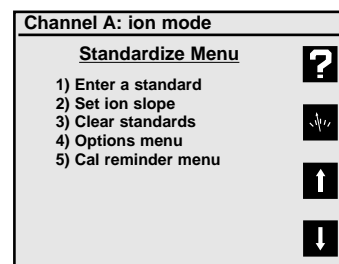 Channel A: ion mode
Standardize Menu
1) Enter a standard
2) Set ion slope
3) Clear standards
4) Options menu
5) Cal reminder menu
?